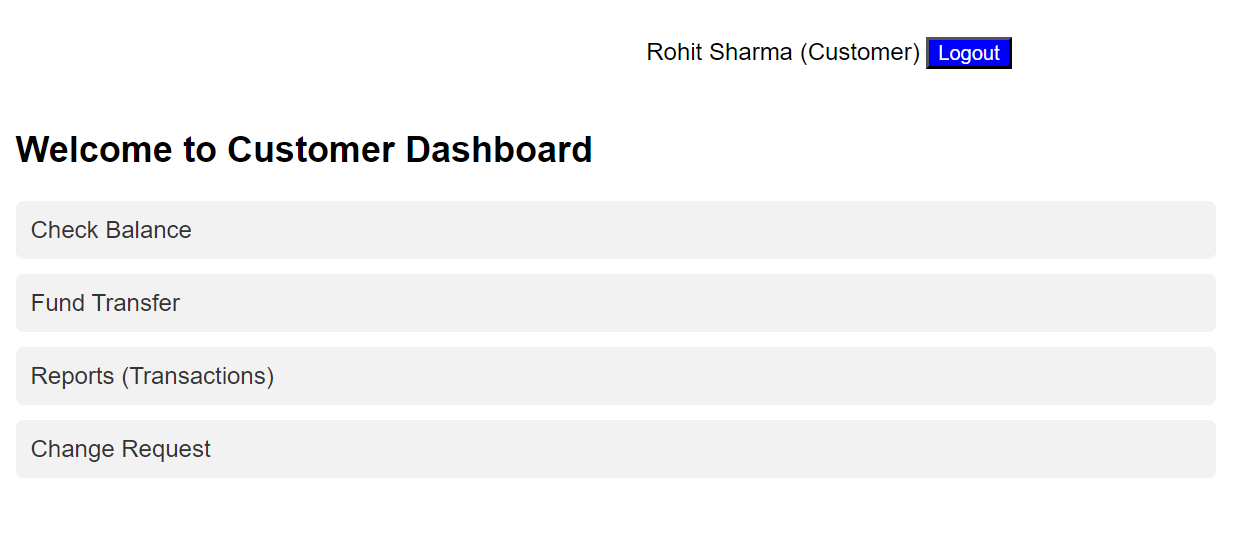 Rohit Sharma (Customer) Logout
Welcome to Customer Dashboard
Check Balance
Fund Transfer
Reports (Transactions)
Change Request